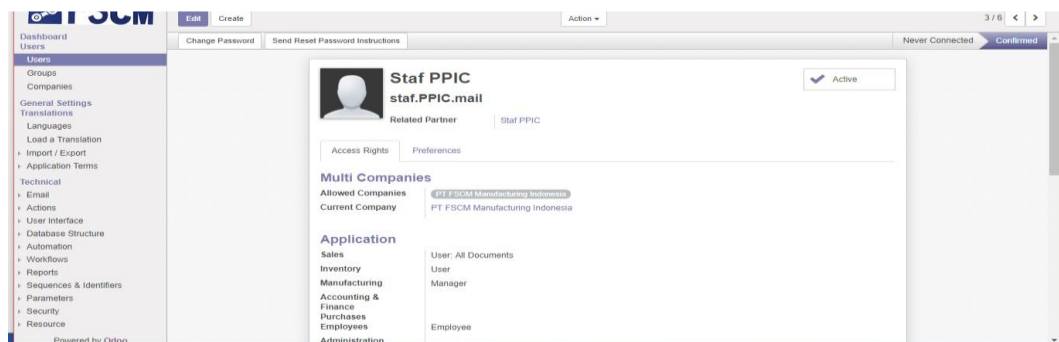 FSCM
Edit Create Action 3 / 6
Dashboard
Users
Users
Groups
Companies
General Settings
Translations
Languages
Load a Translation
Import / Export
Application Terms
Technical
Email
Actions
User Interface
Database Structure
Automation
Workflows
Reports
Sequences & Identifiers
Parameters
Security
Resource
Powered by Odoo
Change Password Send Reset Password Instructions Never Connected Confirmed
Staf PPIC
Active
staf.PPIC.mail
Related Partner Staf PPIC
Access Rights Preferences
Multi Companies
Allowed Companies PT FSCM Manufacturing Indonesia
Current Company PT FSCM Manufacturing Indonesia
Application
Sales User: All Documents
Inventory User
Manufacturing Manager
Accounting &
Finance
Purchases
Employees Employee
Administration